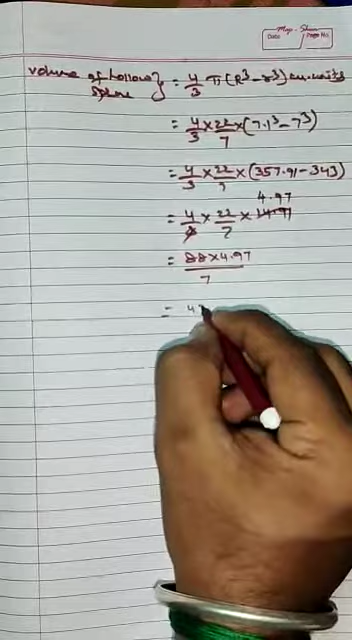 Date Page No.
Volume of hollow sphere } = 4/3 π(R³ - r³) cu.units
= 4/3 × 22/7 × (7.1³ - 7³)
= 4/3 × 22/7 × (357.91 - 343)
4.97
= 4/3 × 22/7 × 14.91
= 88 × 4.97 / 7
= 4